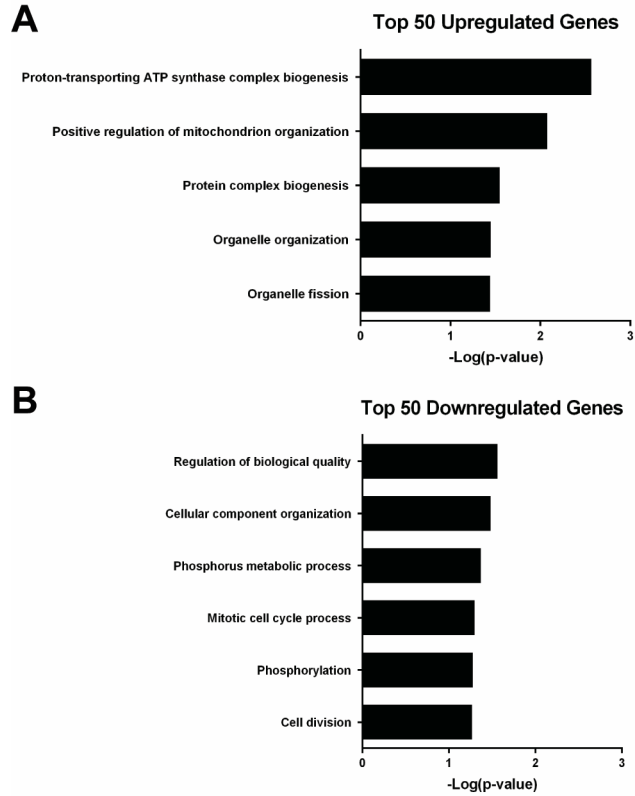 A
Top 50 Upregulated Genes
Proton-transporting ATP synthase complex biogenesis
Positive regulation of mitochondrion organization
Protein complex biogenesis
Organelle organization
Organelle fission
0 1 2 3
-Log(p-value)
B
Top 50 Downregulated Genes
Regulation of biological quality
Cellular component organization
Phosphorus metabolic process
Mitotic cell cycle process
Phosphorylation
Cell division
0 1 2 3
-Log(p-value)